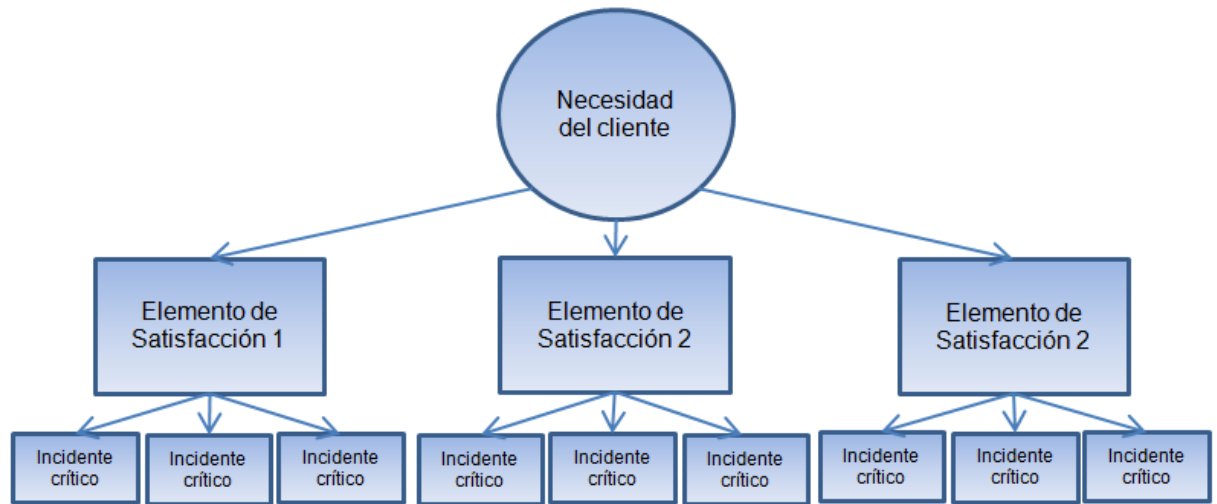 Necesidad
del cliente
Elemento de
Satisfacción 1
Elemento de
Satisfacción 2
Elemento de
Satisfacción 2
Incidente
crítico
Incidente
crítico
Incidente
crítico
Incidente
crítico
Incidente
crítico
Incidente
crítico
Incidente
crítico
Incidente
crítico
Incidente
crítico